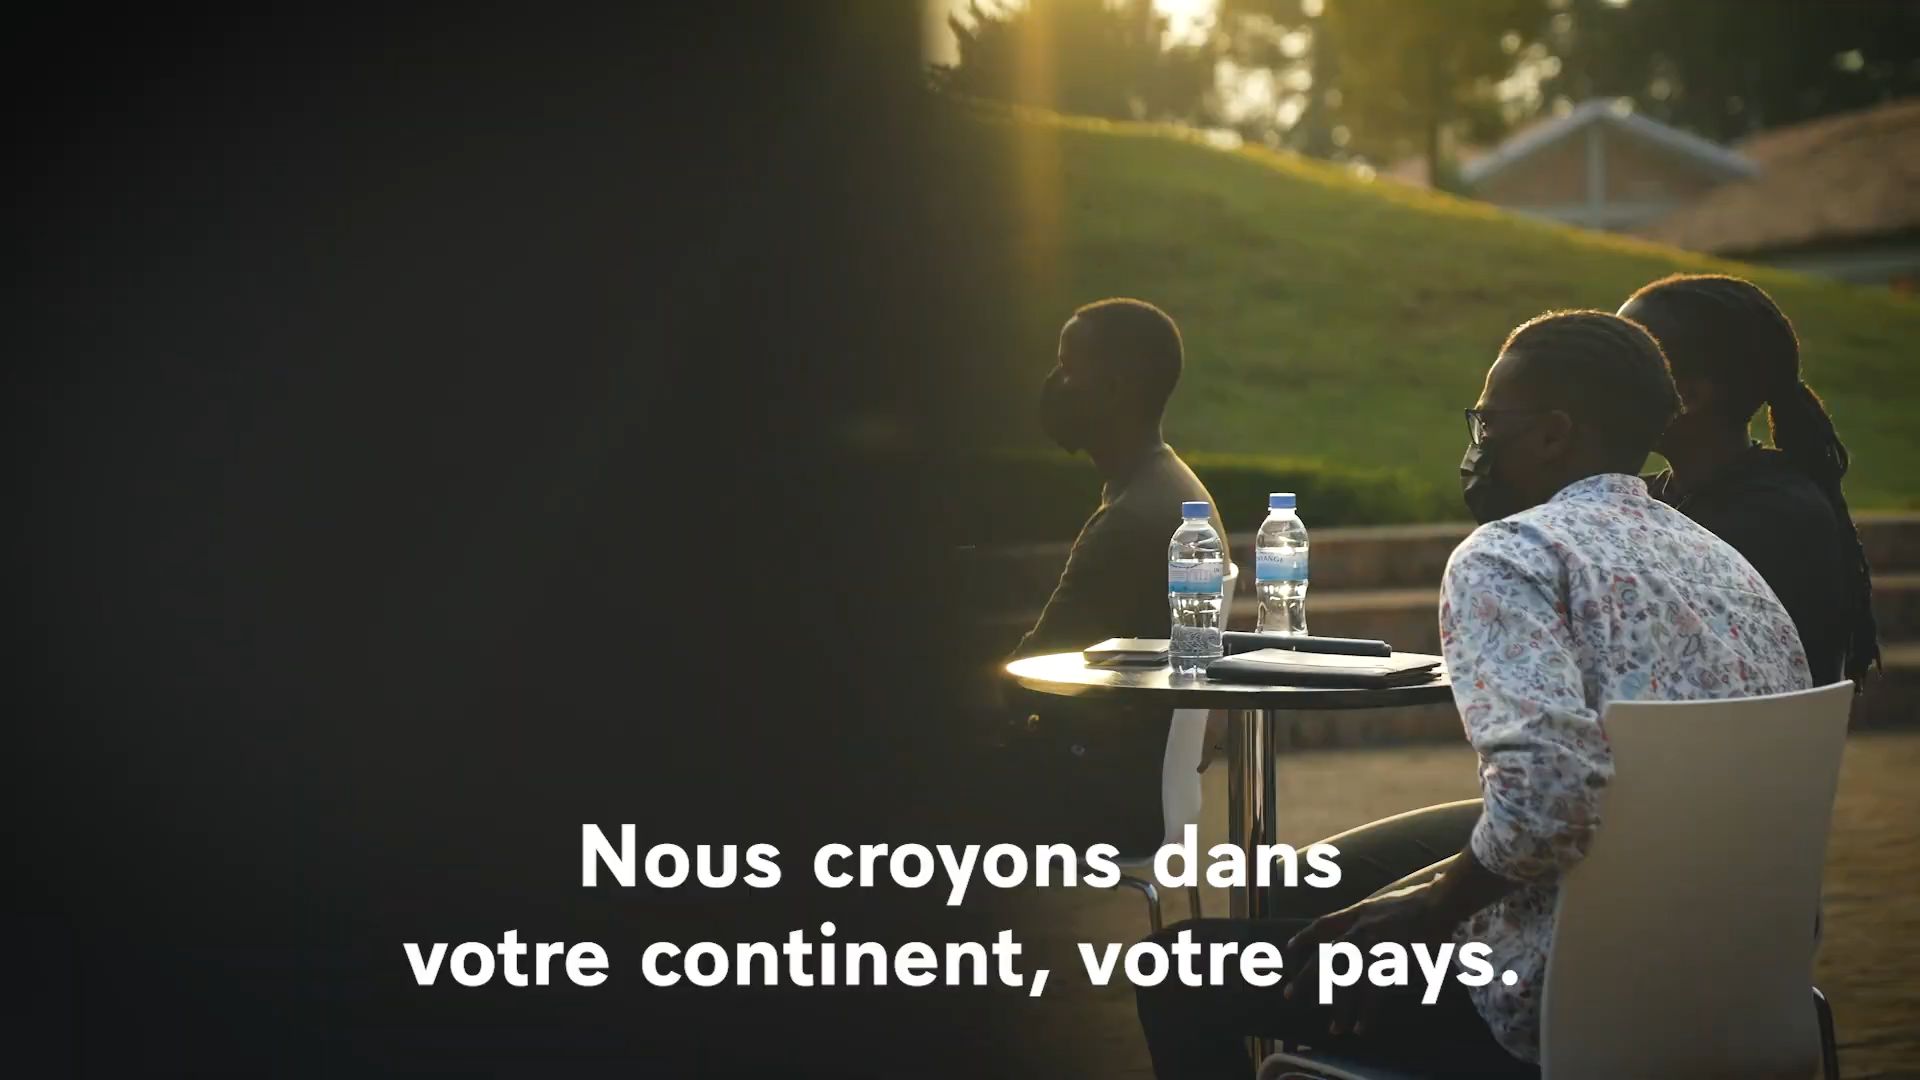 Nous croyons dans
votre continent, votre pays.